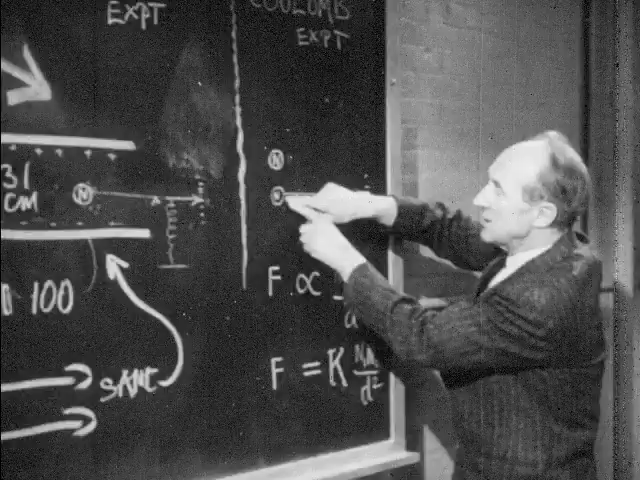 EXPT
COULOMB
EXPT
31
CM
N
N
100
SAME
F ∝
d
F = K
d²